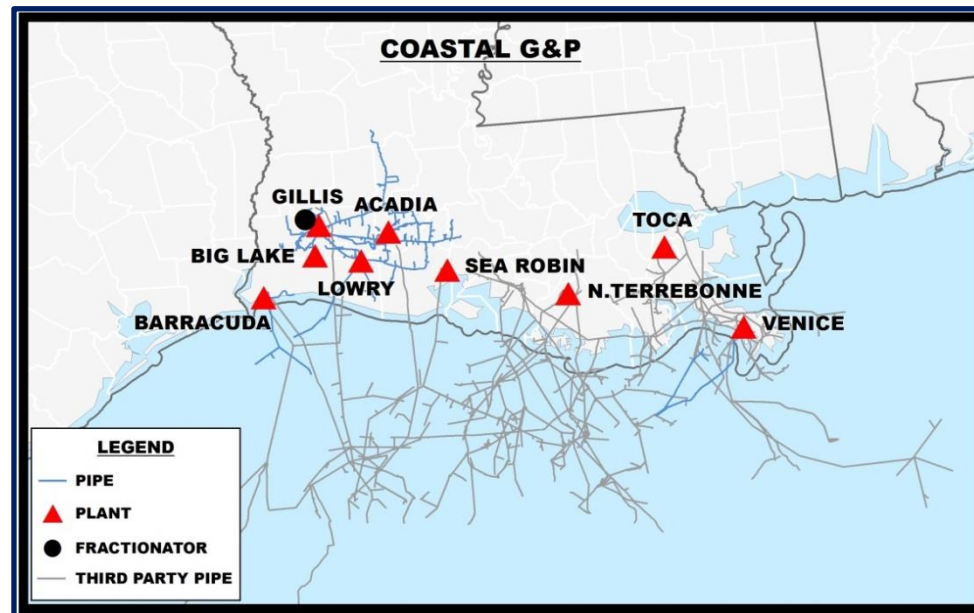 COASTAL G&P
GILLIS
ACADIA
TOCA
BIG LAKE
SEA ROBIN
LOWRY
N.TERREBONNE
BARRACUDA
VENICE
LEGEND
PIPE
PLANT
FRACTIONATOR
THIRD PARTY PIPE